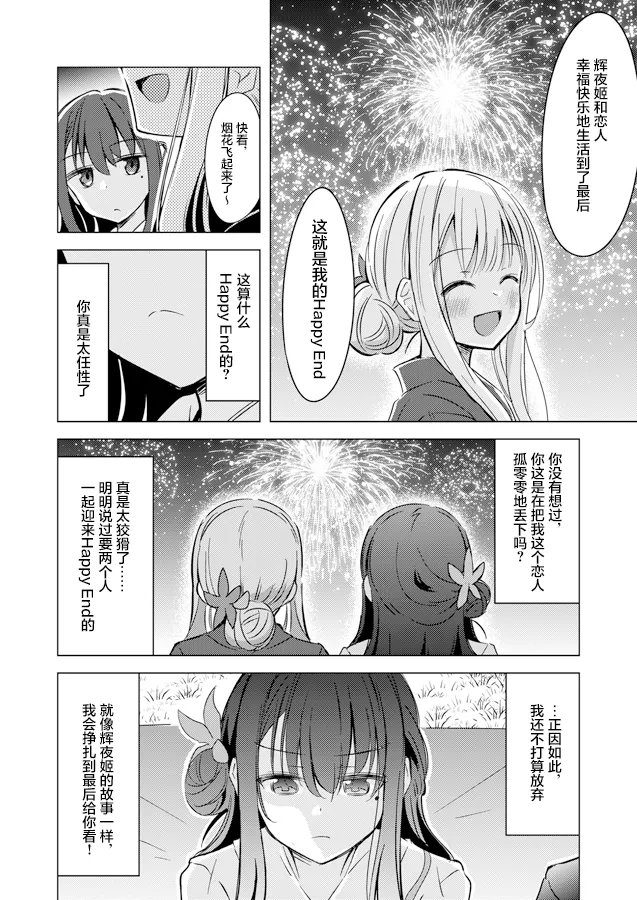 辉夜姬和恋人
幸福快乐地生活到了最后
这就是我的Happy End
快看，
烟花飞起来了～
这算什么
Happy End的？
你真是太任性了
你没有想过，
你这是在把我这个恋人
孤零零地丢下吗？
真是太狡猾了……
明明说过要两个人
一起迎来Happy End的
…正因如此，
我还不打算放弃
就像辉夜姬的故事一样，
我会挣扎到最后给你看！